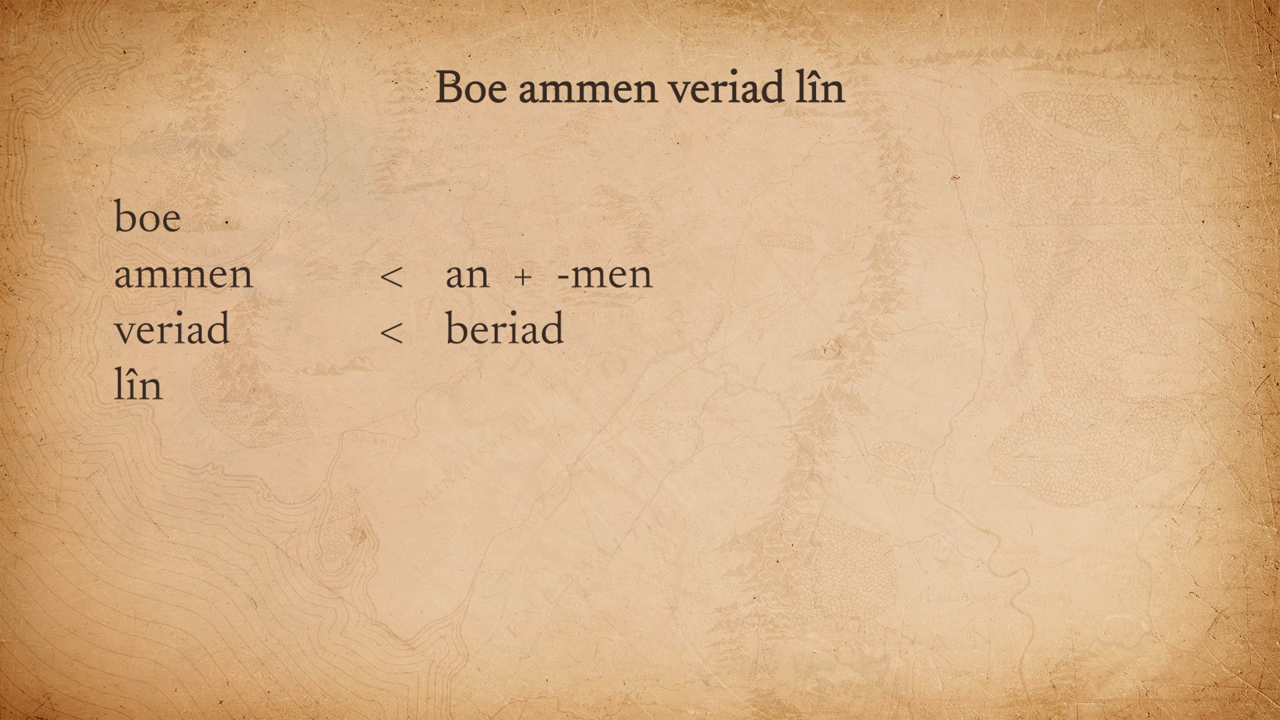 Boe ammen veriad lîn
boe
ammen < an + -men
veriad < beriad
lîn